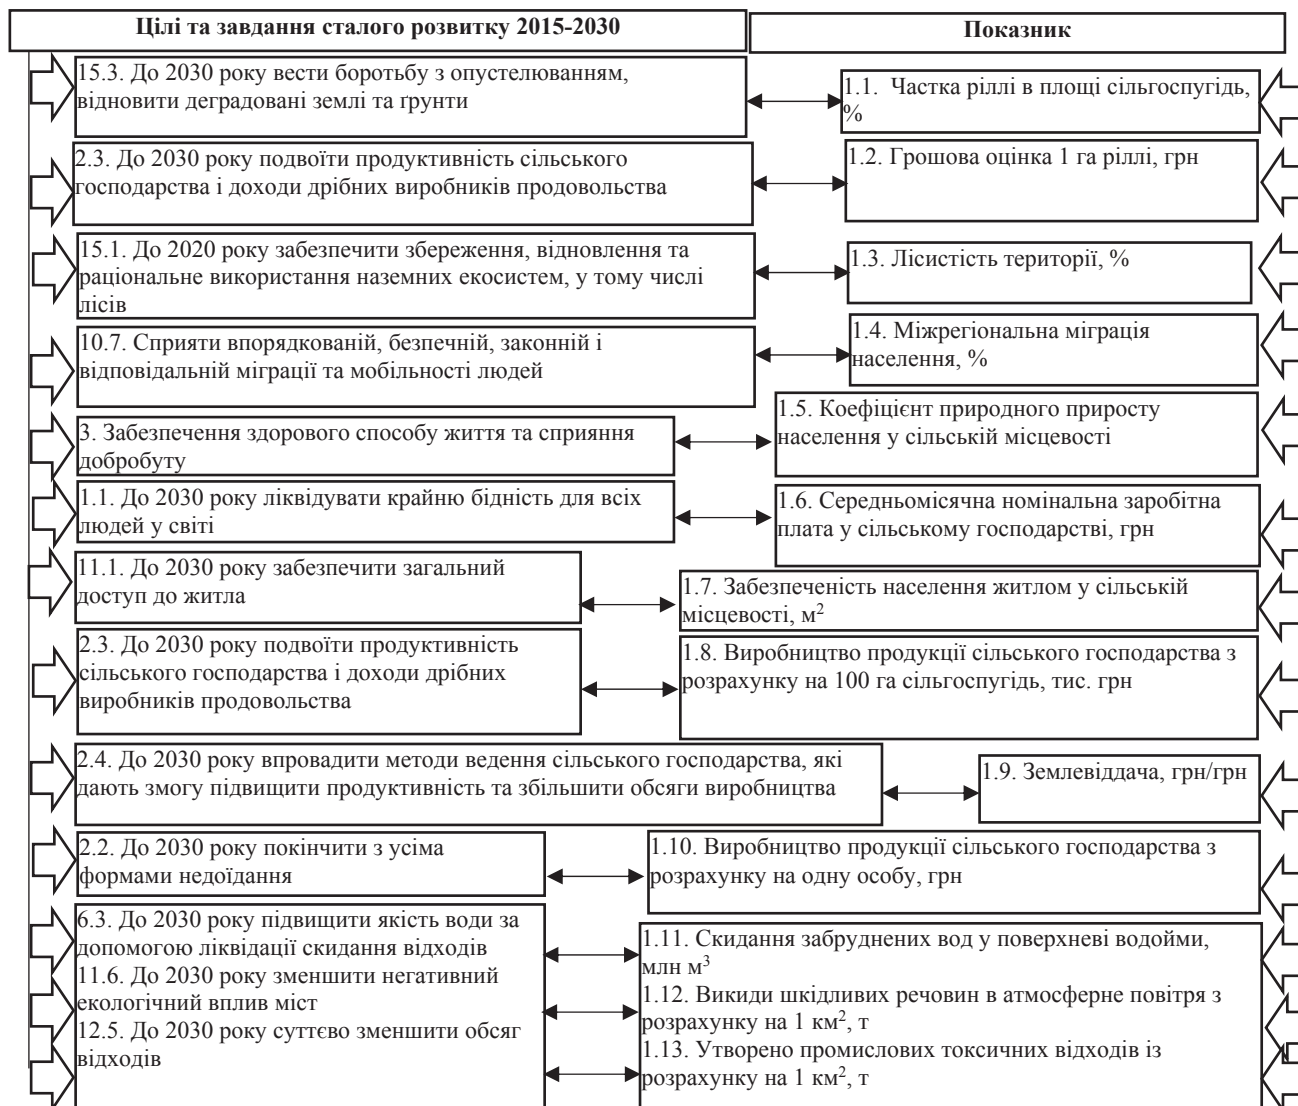 Цілі та завдання сталого розвитку 2015-2030
Показник
15.3. До 2030 року вести боротьбу з опустелюванням,
відновити деградовані землі та ґрунти
1.1. Частка ріллі в площі сільгоспугідь,
%
2.3. До 2030 року подвоїти продуктивність сільського
господарства і доходи дрібних виробників продовольства
1.2. Грошова оцінка 1 га ріллі, грн
15.1. До 2020 року забезпечити збереження, відновлення та
раціональне використання наземних екосистем, у тому числі
лісів
1.3. Лісистість території, %
10.7. Сприяти впорядкованій, безпечній, законній і
відповідальній міграції та мобільності людей
1.4. Міжрегіональна міграція
населення, %
3. Забезпечення здорового способу життя та сприяння
добробуту
1.5. Коефіцієнт природного приросту
населення у сільській місцевості
1.1. До 2030 року ліквідувати крайню бідність для всіх
людей у світі
1.6. Середньомісячна номінальна заробітна
плата у сільському господарстві, грн
11.1. До 2030 року забезпечити загальний
доступ до житла
1.7. Забезпеченість населення житлом у сільській
місцевості, м²
2.3. До 2030 року подвоїти продуктивність
сільського господарства і доходи дрібних
виробників продовольства
1.8. Виробництво продукції сільського господарства з
розрахунку на 100 га сільгоспугідь, тис. грн
2.4. До 2030 року впровадити методи ведення сільського господарства, які
дають змогу підвищити продуктивність та збільшити обсяги виробництва
1.9. Землевіддача, грн/грн
2.2. До 2030 року покінчити з усіма
формами недоїдання
1.10. Виробництво продукції сільського господарства з
розрахунку на одну особу, грн
6.3. До 2030 року підвищити якість води за
допомогою ліквідації скидання відходів
11.6. До 2030 року зменшити негативний
екологічний вплив міст
12.5. До 2030 року суттєво зменшити обсяг
відходів
1.11. Скидання забруднених вод у поверхневі водойми,
млн м³
1.12. Викиди шкідливих речовин в атмосферне повітря з
розрахунку на 1 км², т
1.13. Утворено промислових токсичних відходів із
розрахунку на 1 км², т